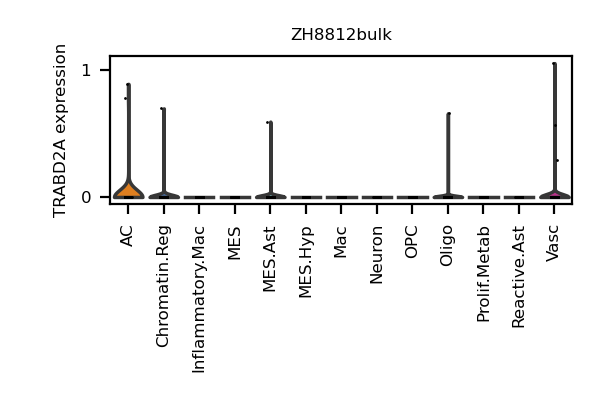 ZH8812bulk
TRABD2A expression
1
0
AC
Chromatin.Reg
Inflammatory.Mac
MES
MES.Ast
MES.Hyp
Mac
Neuron
OPC
Oligo
Prolif.Metab
Reactive.Ast
Vasc